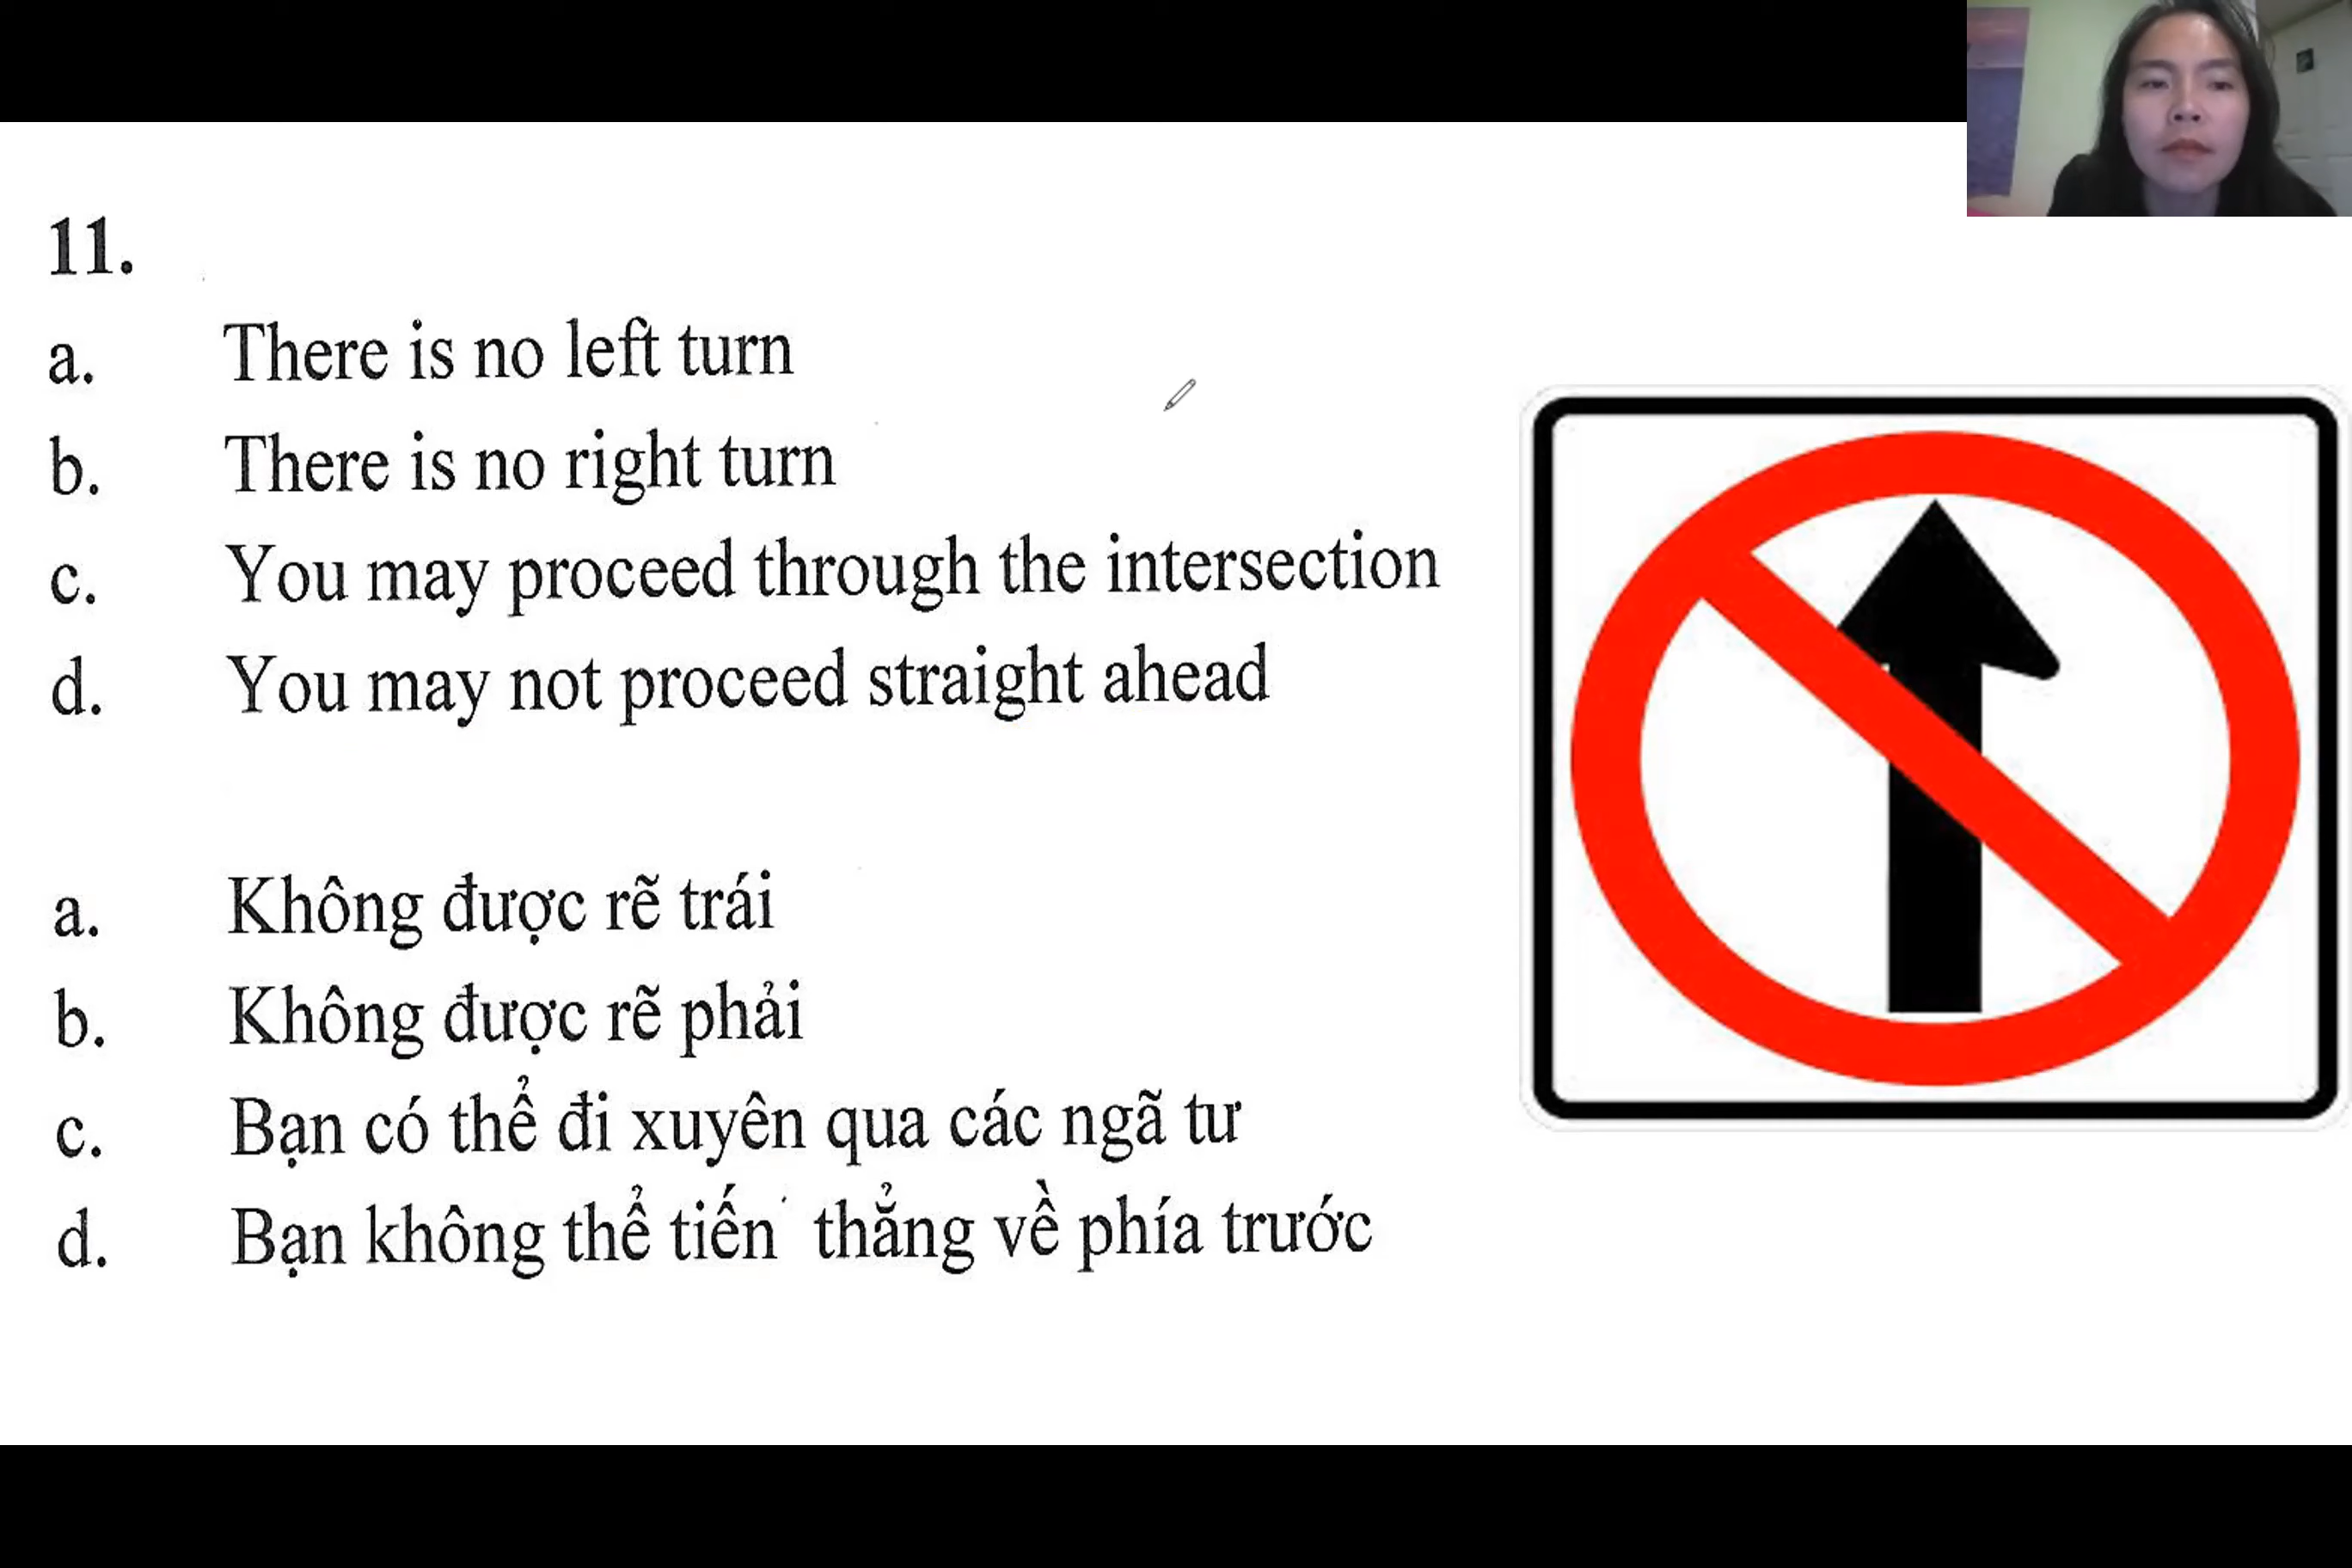 11.
a. There is no left turn
b. There is no right turn
c. You may proceed through the intersection
d. You may not proceed straight ahead
a. Không được rẽ trái
b. Không được rẽ phải
c. Bạn có thể đi xuyên qua các ngã tư
d. Bạn không thể tiến thẳng về phía trước